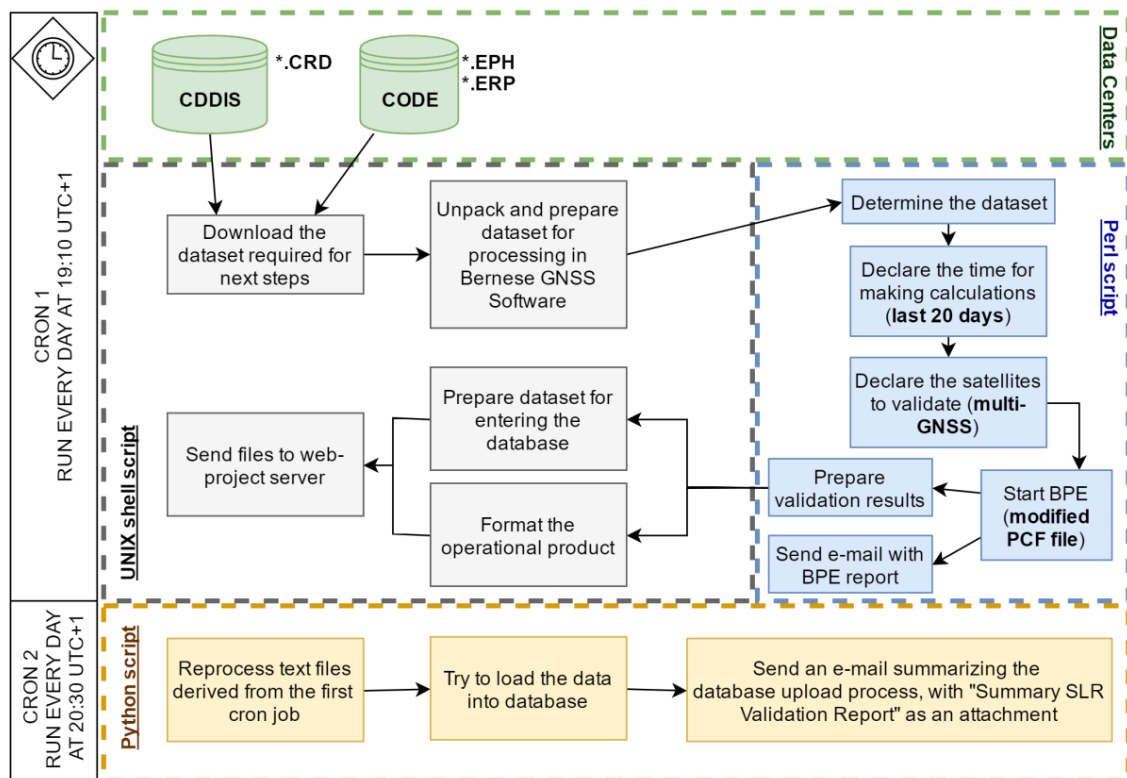 CRON 1
RUN EVERY DAY AT 19:10 UTC+1
CDDIS
*.CRD
CODE
*.EPH
*.ERP
Data Centers
Download the
dataset required for
next steps
Unpack and prepare
dataset for
processing in
Bernese GNSS
Software
Prepare dataset for
entering the
database
Send files to web-
project server
Format the
operational product
UNIX shell script
Determine the dataset
Declare the time for
making calculations
(last 20 days)
Declare the satellites
to validate (multi-
GNSS)
Prepare
validation results
Start BPE
(modified
PCF file)
Send e-mail with
BPE report
Perl script
CRON 2
RUN EVERY DAY
AT 20:30 UTC+1
Python script
Reprocess text files
derived from the first
cron job
Try to load the data
into database
Send an e-mail summarizing the
database upload process, with "Summary SLR
Validation Report" as an attachment